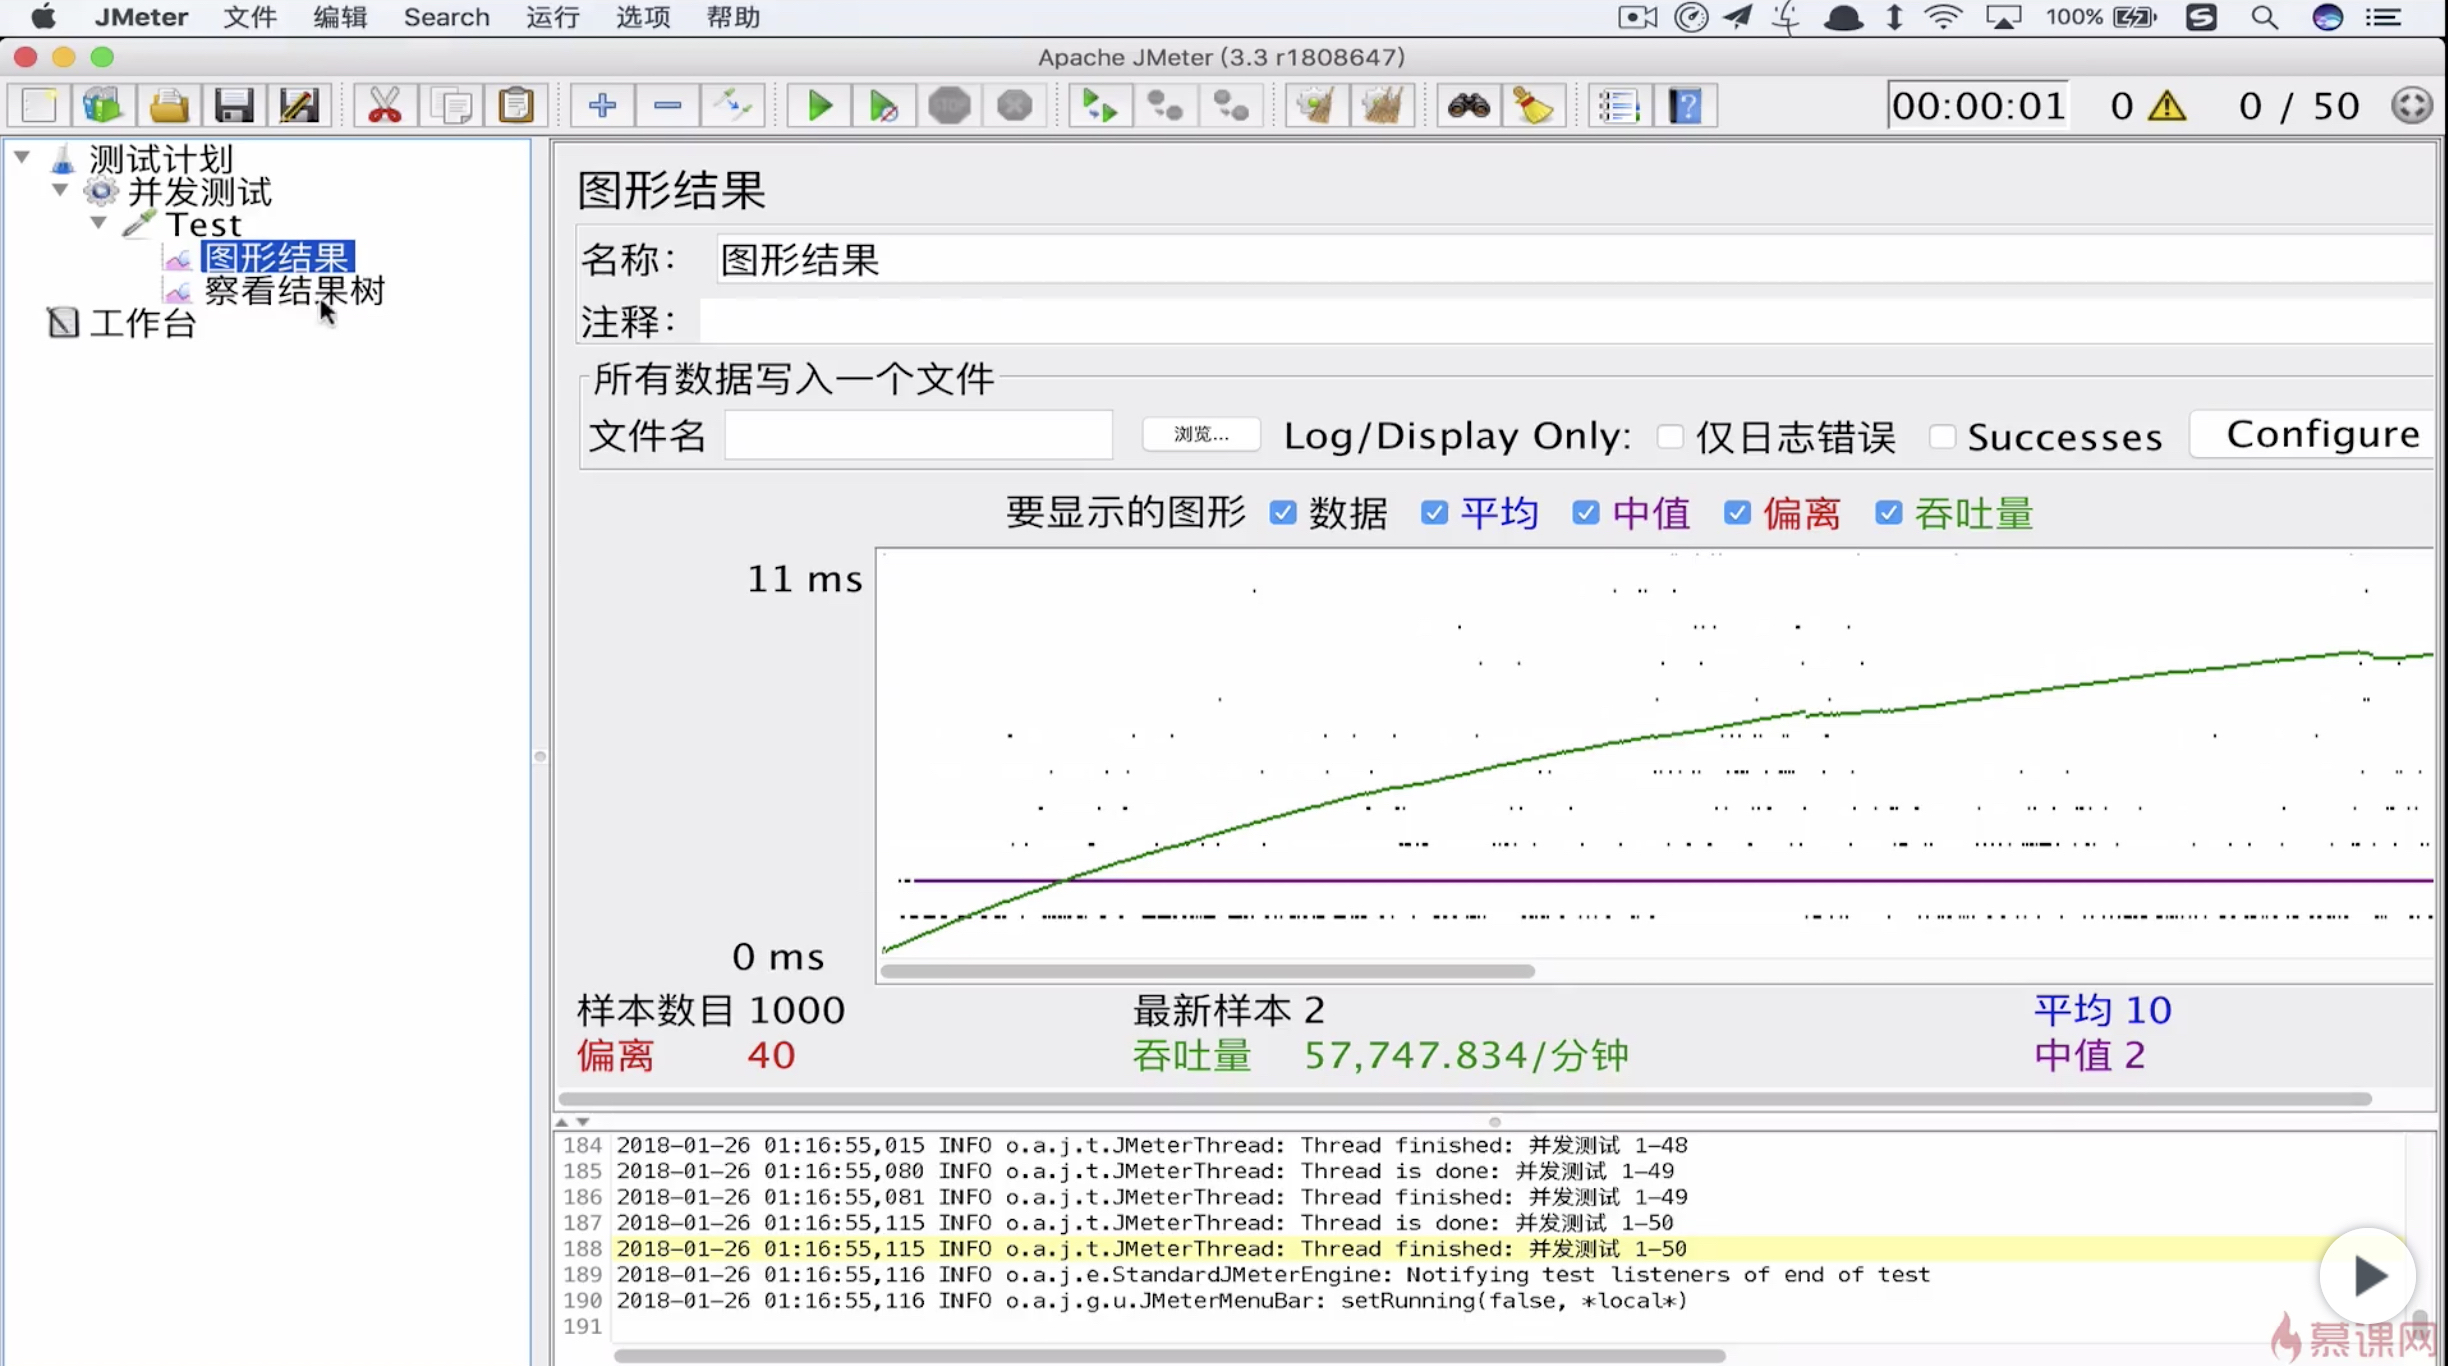 JMeter 文件 编辑 Search 运行 选项 帮助 100%
Apache JMeter (3.3 r1808647)
00:00:01 0 0 / 50
测试计划
并发测试
Test
图形结果
察看结果树
工作台
图形结果
名称： 图形结果
注释：
所有数据写入一个文件
文件名 浏览... Log/Display Only: 仅日志错误 Successes Configure
要显示的图形 数据 平均 中值 偏离 吞吐量
11 ms
0 ms
样本数目 1000 最新样本 2 平均 10
偏离 40 吞吐量 57,747.834/分钟 中值 2
184 2018-01-26 01:16:55,015 INFO o.a.j.t.JMeterThread: Thread finished: 并发测试 1-48
185 2018-01-26 01:16:55,080 INFO o.a.j.t.JMeterThread: Thread is done: 并发测试 1-49
186 2018-01-26 01:16:55,081 INFO o.a.j.t.JMeterThread: Thread finished: 并发测试 1-49
187 2018-01-26 01:16:55,115 INFO o.a.j.t.JMeterThread: Thread is done: 并发测试 1-50
188 2018-01-26 01:16:55,115 INFO o.a.j.t.JMeterThread: Thread finished: 并发测试 1-50
189 2018-01-26 01:16:55,116 INFO o.a.j.e.StandardJMeterEngine: Notifying test listeners of end of test
190 2018-01-26 01:16:55,116 INFO o.a.j.g.u.JMeterMenuBar: setRunning(false, *local*)
191
慕课网